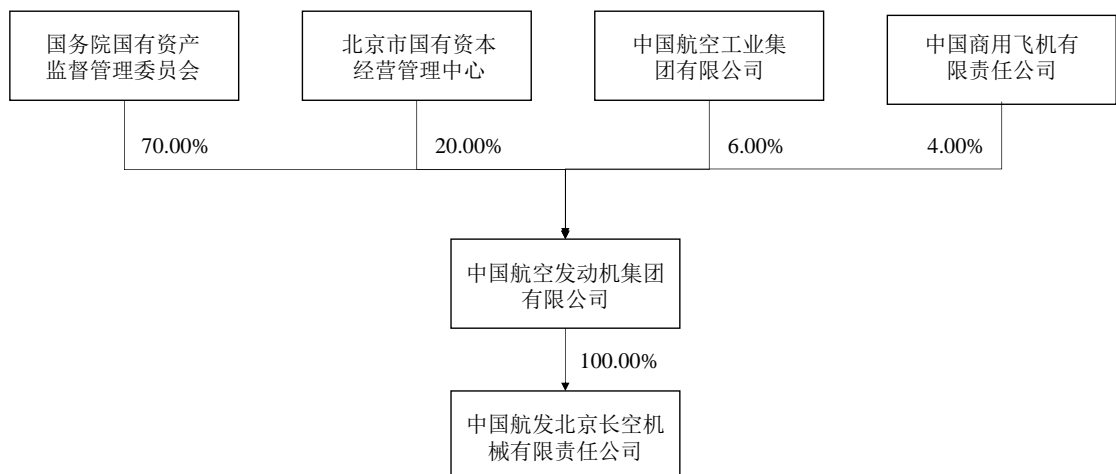 国务院国有资产
监督管理委员会
北京市国有资本
经营管理中心
中国航空工业集
团有限公司
中国商用飞机有
限责任公司
70.00%
20.00%
6.00%
4.00%
中国航空发动机集团
有限公司
100.00%
中国航发北京长空机
械有限责任公司